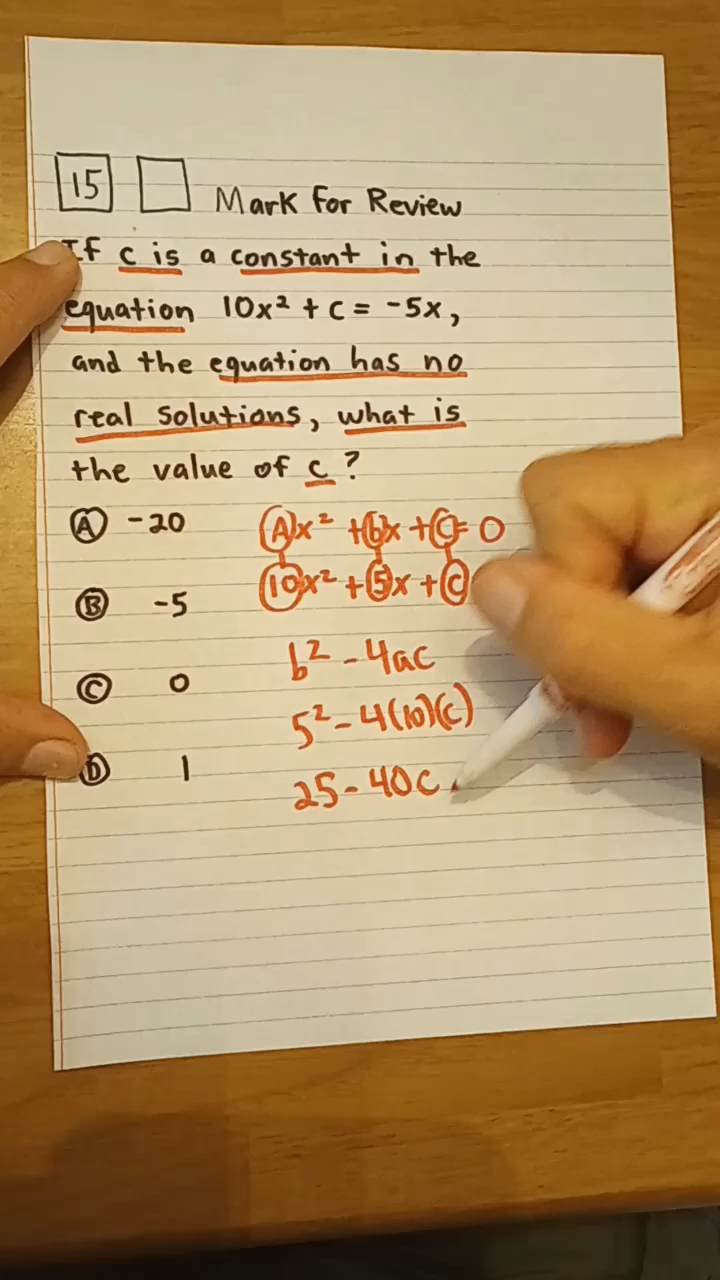 15 Mark For Review
If c is a constant in the
equation 10x² + c = -5x,
and the equation has no
real solutions, what is
the value of c?
Ⓐ -20
Ax² + bx + C = 0
10x² + 5x + C
Ⓑ -5
b² - 4ac
Ⓒ 0
5² - 4(10)(c)
Ⓓ 1
25 - 40c